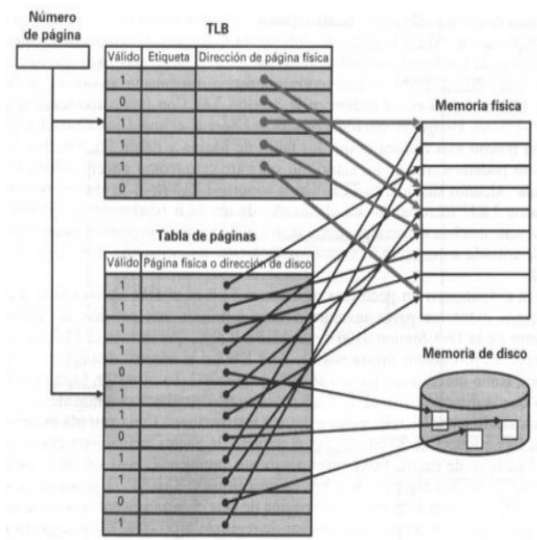 Número
de página
TLB
Válido Etiqueta Dirección de página física
1
0
1
1
1
0
Memoria física
Tabla de páginas
Válido Página física o dirección de disco
1
1
1
1
0
1
1
0
1
1
0
1
Memoria de disco